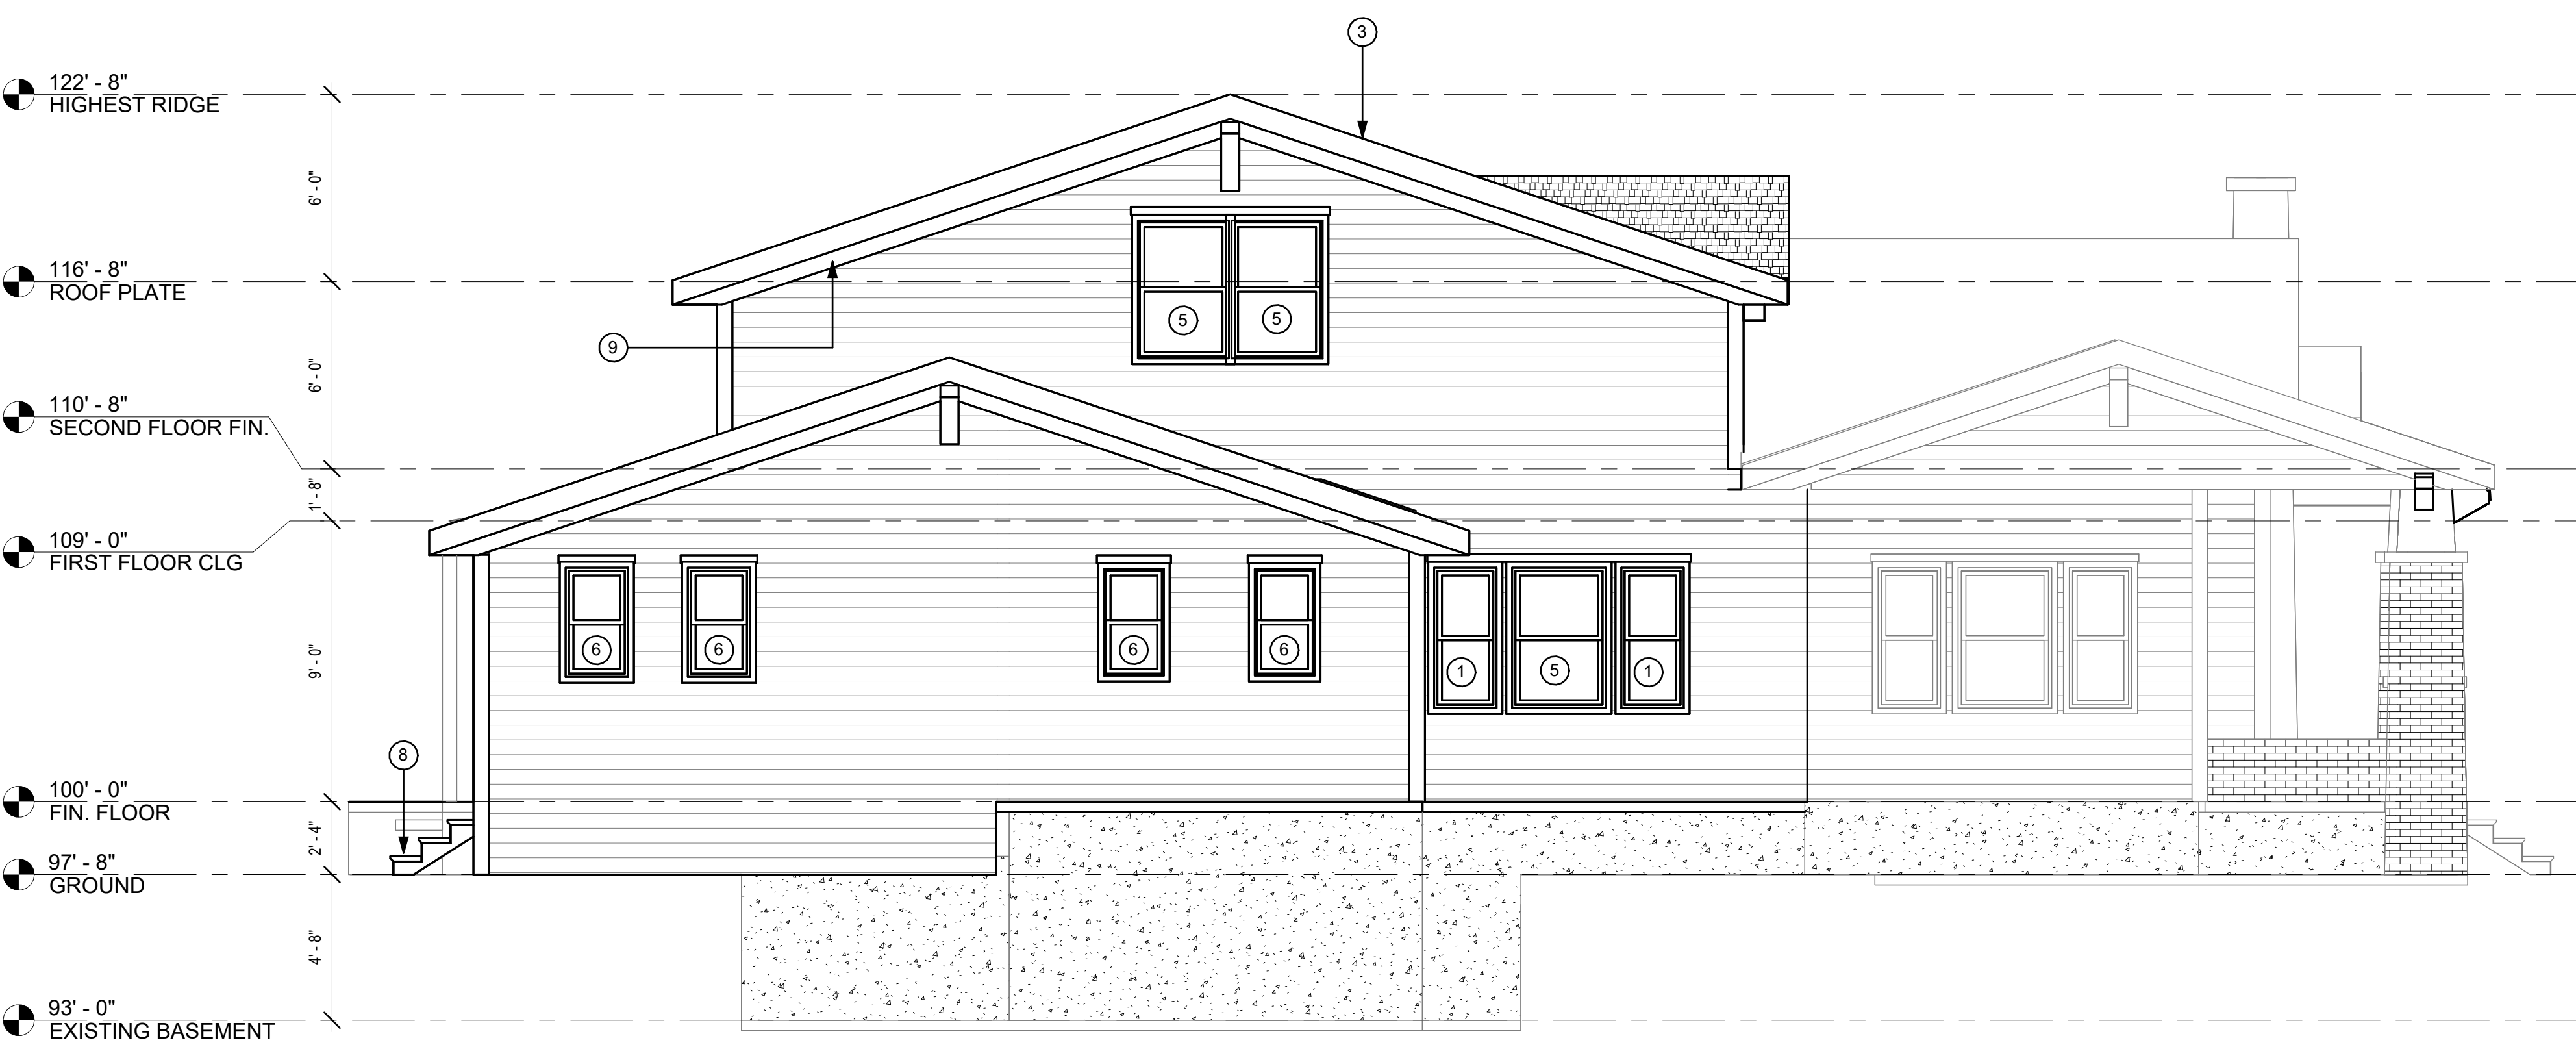 3
122' - 8"
HIGHEST RIDGE
6' - 0"
116' - 8"
ROOF PLATE
5
5
9
6' - 0"
110' - 8"
SECOND FLOOR FIN.
1' - 8"
109' - 0"
FIRST FLOOR CLG
6
6
6
6
1
5
1
9' - 0"
8
100' - 0"
FIN. FLOOR
2' - 4"
97' - 8"
GROUND
4' - 8"
93' - 0"
EXISTING BASEMENT